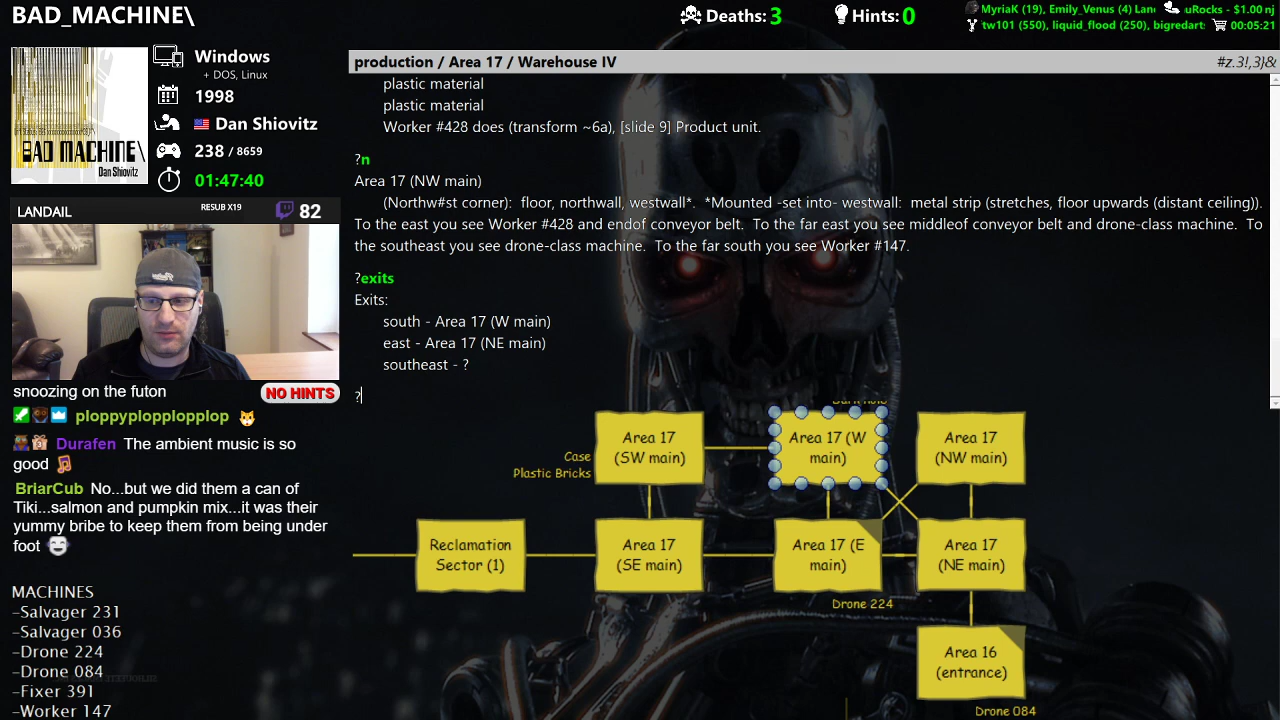 BAD_MACHINE\
Deaths: 3
Hints: 0
MyriaK (19), Emily_Venus (4) Lan
uRocks - $1.00 nj
tw101 (550), liquid_flood (250), bigredart
00:05:21
Windows
+ DOS, Linux
1998
Dan Shiovitz
238 / 8659
01:47:40
BAD MACHINE\
Dan Shiovitz
LANDAIL
RESUB X19
82
production / Area 17 / Warehouse IV
#z.3!,3}&
plastic material
plastic material
Worker #428 does (transform ~6a), [slide 9] Product unit.
?n
Area 17 (NW main)
(Northw#st corner): floor, northwall, westwall*. *Mounted -set into- westwall: metal strip (stretches, floor upwards (distant ceiling)).
To the east you see Worker #428 and endof conveyor belt. To the far east you see middleof conveyor belt and drone-class machine. To
the southeast you see drone-class machine. To the far south you see Worker #147.
?exits
Exits:
south - Area 17 (W main)
east - Area 17 (NE main)
southeast - ?
?
snoozing on the futon
NO HINTS
ploppyplopplopplop
Durafen The ambient music is so
good
BriarCub No...but we did them a can of
Tiki...salmon and pumpkin mix...it was their
yummy bribe to keep them from being under
foot
MACHINES
-Salvager 231
-Salvager 036
-Drone 224
-Drone 084
-Fixer 391
-Worker 147
Area 17
(SW main)
Area 17 (W
main)
Area 17
(NW main)
Case
Plastic Bricks
Reclamation
Sector (1)
Area 17
(SE main)
Area 17 (E
main)
Area 17
(NE main)
Drone 224
Area 16
(entrance)
Drone 084